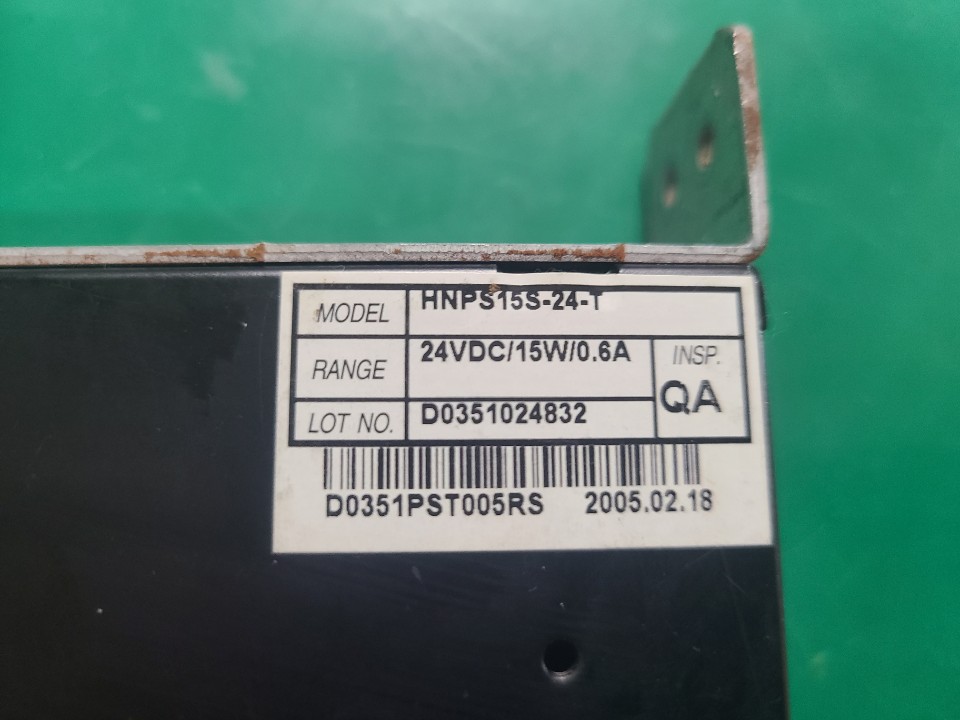 MODEL HNPS15S-24-T
RANGE 24VDC/15W/0.6A INSP.
QA
LOT NO. D0351024832
D0351PST005RS 2005.02.18